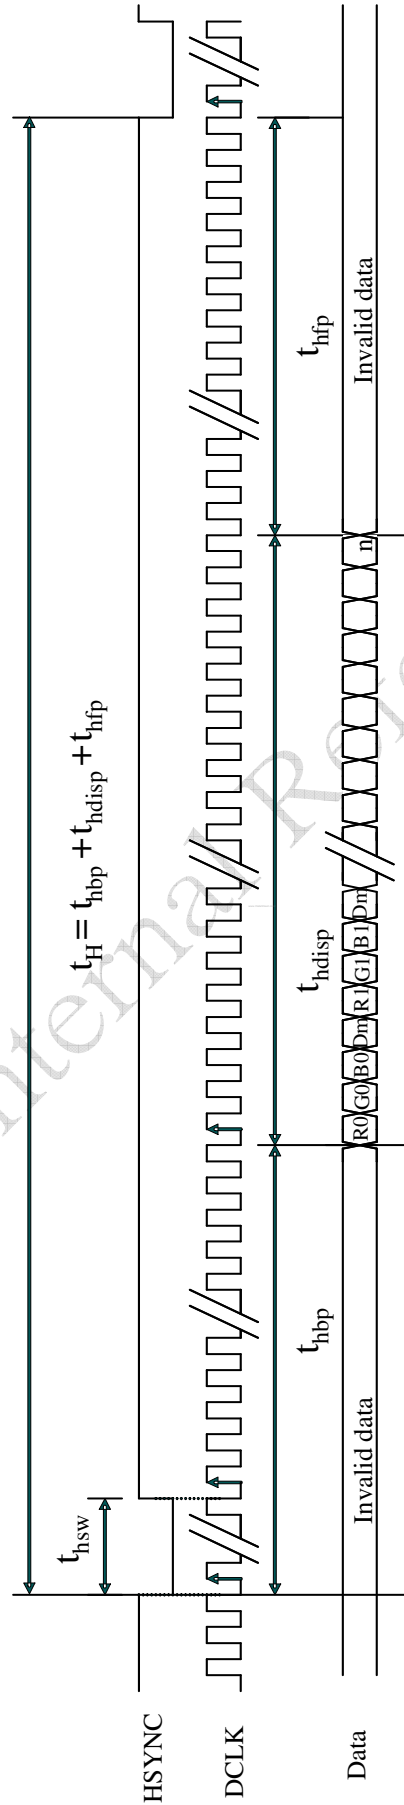 t_H = t_hbp + t_hdisp + t_hfp
t_hsw
HSYNC
DCLK
t_hbp
t_hdisp
t_hfp
Data
Invalid data
R0 G0 B0 Dm R1 G1 B1 Dm
n
Invalid data